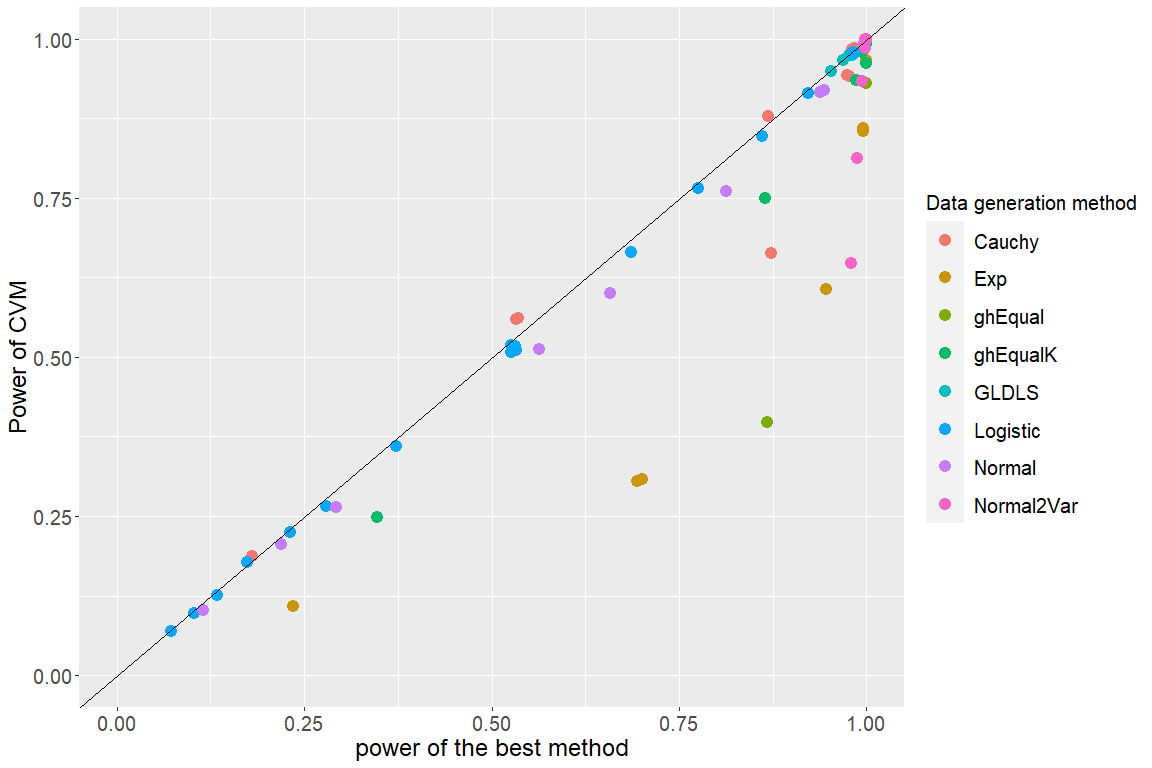 Power of CVM
1.00
0.75
0.50
0.25
0.00
0.00 0.25 0.50 0.75 1.00
power of the best method
Data generation method
Cauchy
Exp
ghEqual
ghEqualK
GLDLS
Logistic
Normal
Normal2Var